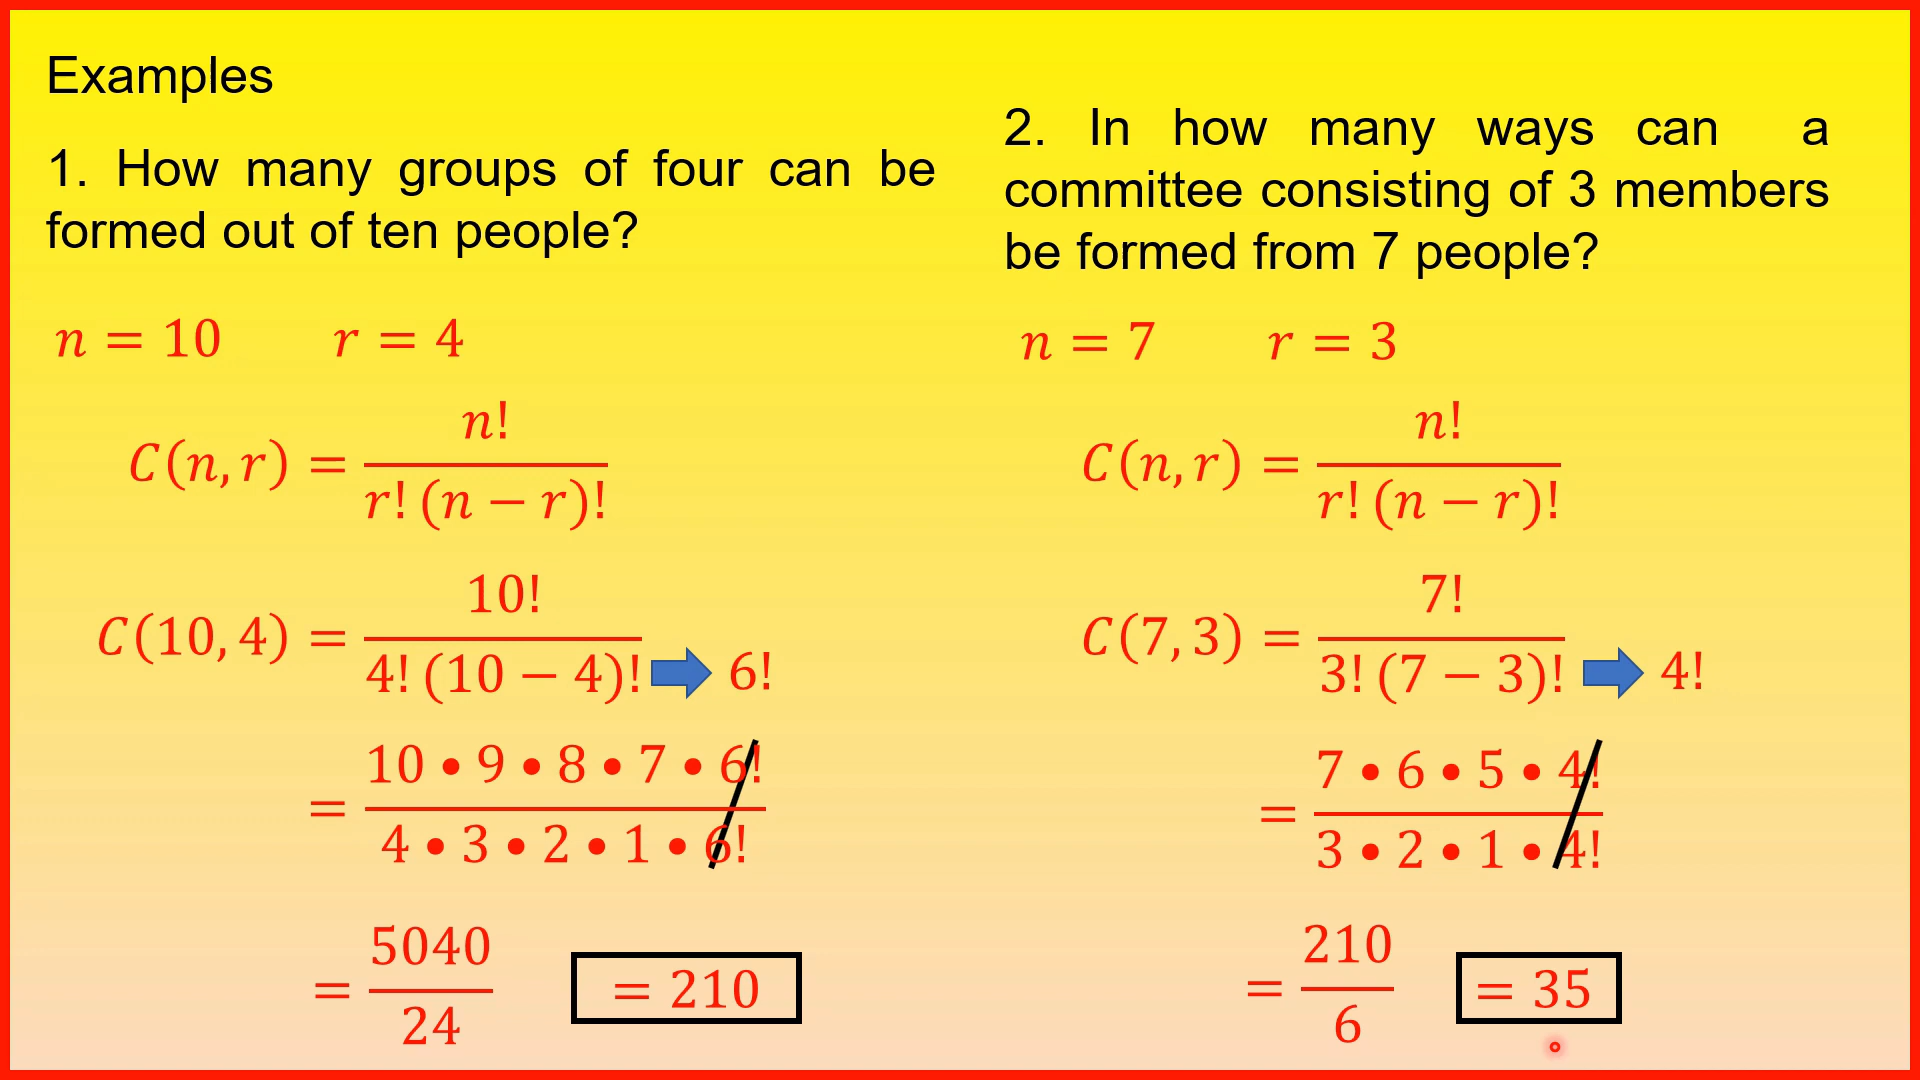 Examples
1. How many groups of four can be
formed out of ten people?
n = 10 r = 4
C(n, r) = n! / r! (n − r)!
C(10, 4) = 10! / 4! (10 − 4)! 6!
= 10 • 9 • 8 • 7 • 6! / 4 • 3 • 2 • 1 • 6!
= 5040 / 24 = 210
2. In how many ways can a
committee consisting of 3 members
be formed from 7 people?
n = 7 r = 3
C(n, r) = n! / r! (n − r)!
C(7, 3) = 7! / 3! (7 − 3)! 4!
= 7 • 6 • 5 • 4! / 3 • 2 • 1 • 4!
= 210 / 6 = 35